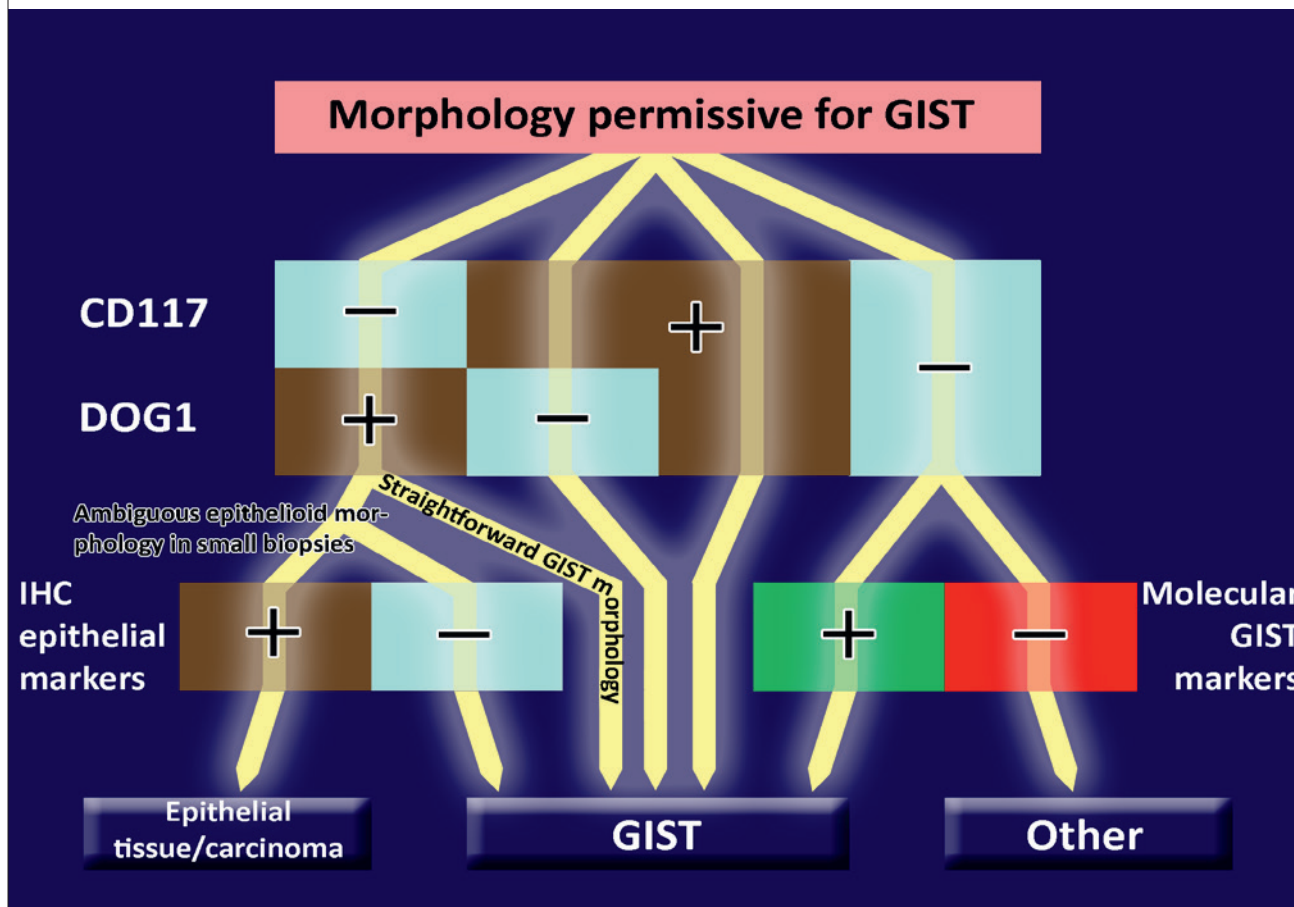 Morphology permissive for GIST
CD117
−
+
−
DOG1
+
−
Straightforward GIST morphology
Ambiguous epithelioid mor-
phology in small biopsies
IHC
epithelial
markers
+
−
+
−
Molecular
GIST
markers
Epithelial
tissue/carcinoma
GIST
Other